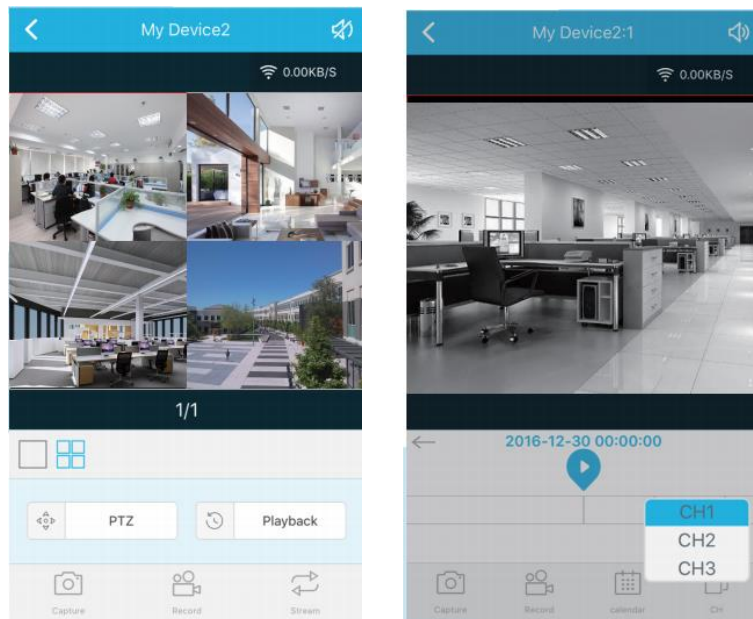 My Device2
0.00KB/S
1/1
PTZ
Playback
Capture
Record
Stream
My Device2:1
0.00KB/S
2016-12-30 00:00:00
CH1
CH2
CH3
Capture
Record
calendar
CH